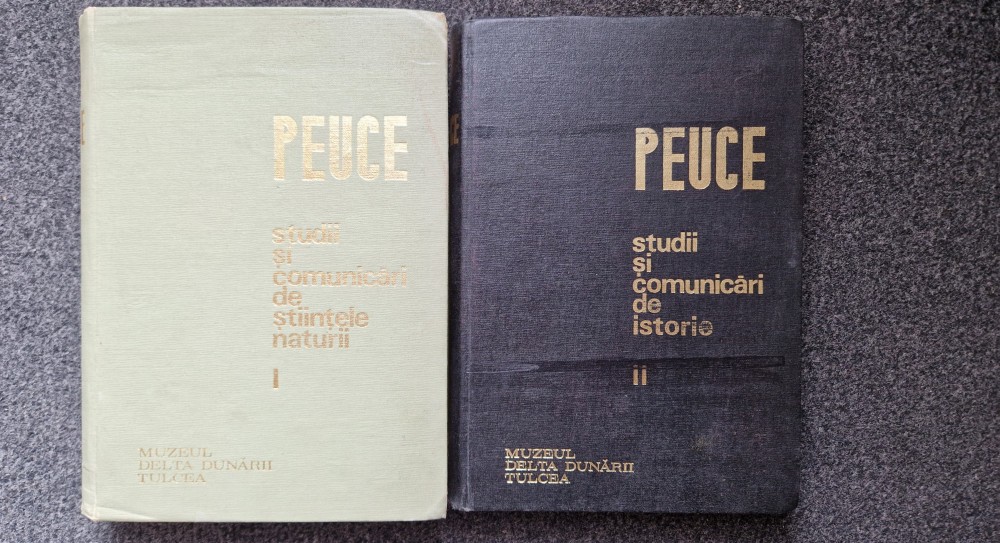 PEUCE
studii
și
comunicări
de
științele
naturii
I
MUZEUL
DELTA DUNĂRII
TULCEA
PEUCE
studii
și
comunicări
de
istorie
ii
MUZEUL
DELTA DUNĂRII
TULCEA